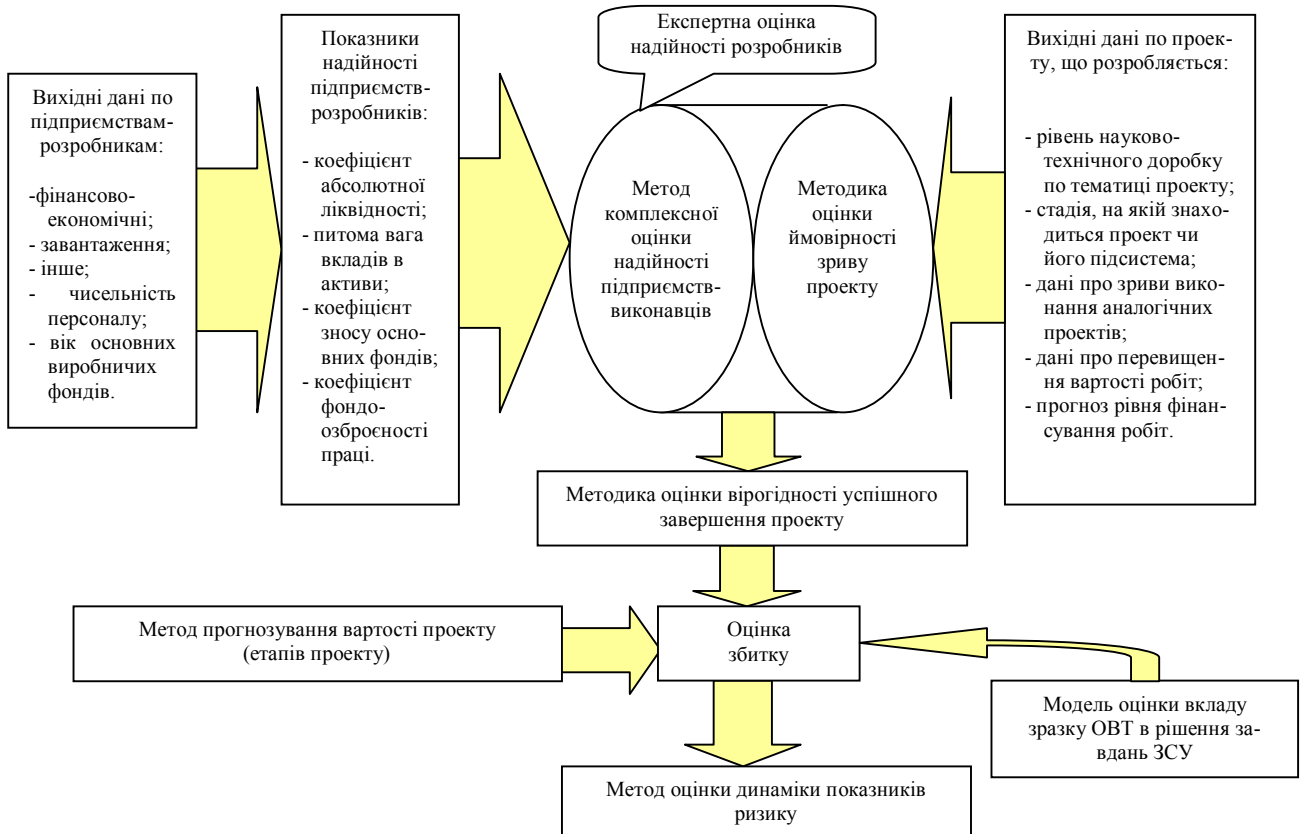 Вихідні дані по
підприємствам-
розробникам:
-фінансово-
економічні;
- завантаження;
- інше;
- чисельність
персоналу;
- вік основних
виробничих
фондів.
Показники
надійності
підприємств-
розробників:
- коефіцієнт
абсолютної
ліквідності;
- питома вага
вкладів в
активи;
- коефіцієнт
зносу осно-
вних фондів;
- коефіцієнт
фондо-
озброєності
праці.
Експертна оцінка
надійності розробників
Метод
комплексної
оцінки
надійності
підприємств-
виконавців
Методика
оцінки
ймовірності
зриву
проекту
Вихідні дані по проек-
ту, що розробляється:
- рівень науково-
технічного доробку
по тематиці проекту;
- стадія, на якій знахо-
диться проект чи
його підсистема;
- дані про зриви вико-
нання аналогічних
проектів;
- дані про перевищен-
ня вартості робіт;
- прогноз рівня фінан-
сування робіт.
Методика оцінки вірогідності успішного
завершення проекту
Метод прогнозування вартості проекту
(етапів проекту)
Оцінка
збитку
Модель оцінки вкладу
зразку ОВТ в рішення за-
вдань ЗСУ
Метод оцінки динаміки показників
ризику